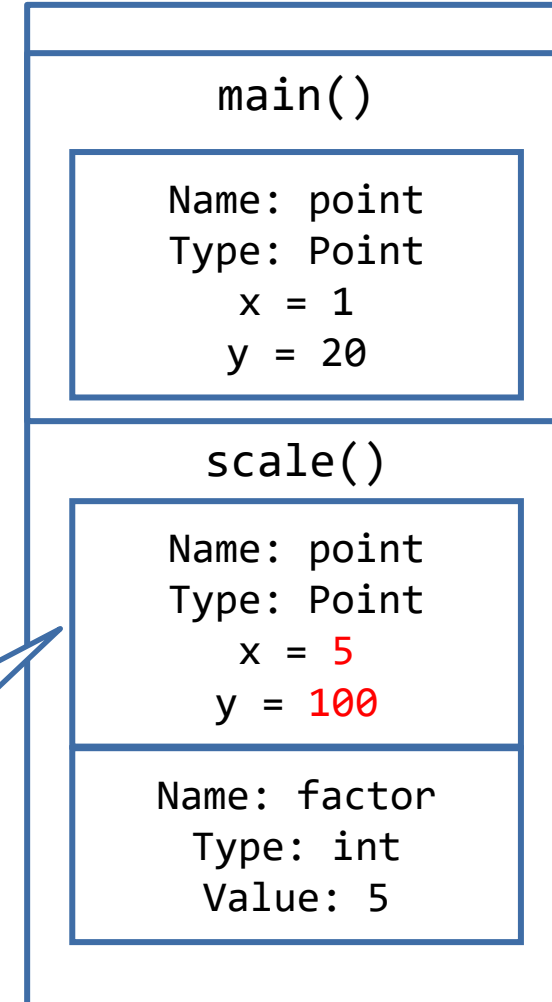 main()
Name: point
Type: Point
x = 1
y = 20
scale()
Name: point
Type: Point
x = 5
y = 100
Name: factor
Type: int
Value: 5